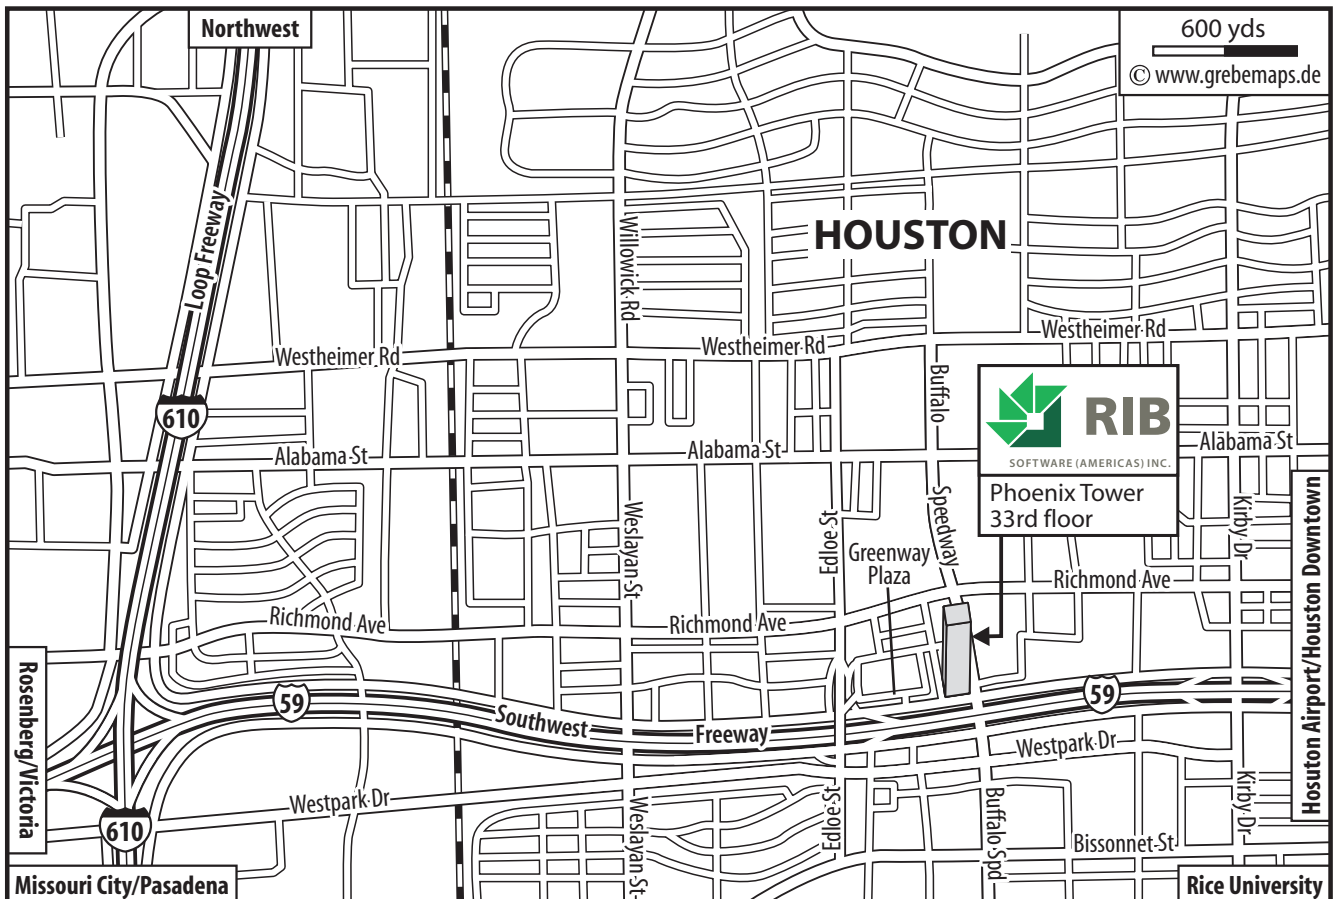 Northwest
600 yds
© www.grebemaps.de
Loop Freeway
Willowick Rd
HOUSTON
Westheimer Rd
Westheimer Rd
Westheimer Rd
Buffalo
Speedway
RIB
SOFTWARE (AMERICAS) INC.
Phoenix Tower
33rd floor
610
Alabama St
Alabama St
Alabama St
Weslayan St
Edloe St
Greenway
Plaza
Kirby Dr
Richmond Ave
Richmond Ave
Richmond Ave
Houston Airport/Houston Downtown
Rosenberg/Victoria
59
59
Southwest
Freeway
Westpark Dr
Westpark Dr
610
Weslayan St
Edloe St
Buffalo Spd
Kirby Dr
Bissonnet St
Missouri City/Pasadena
Rice University